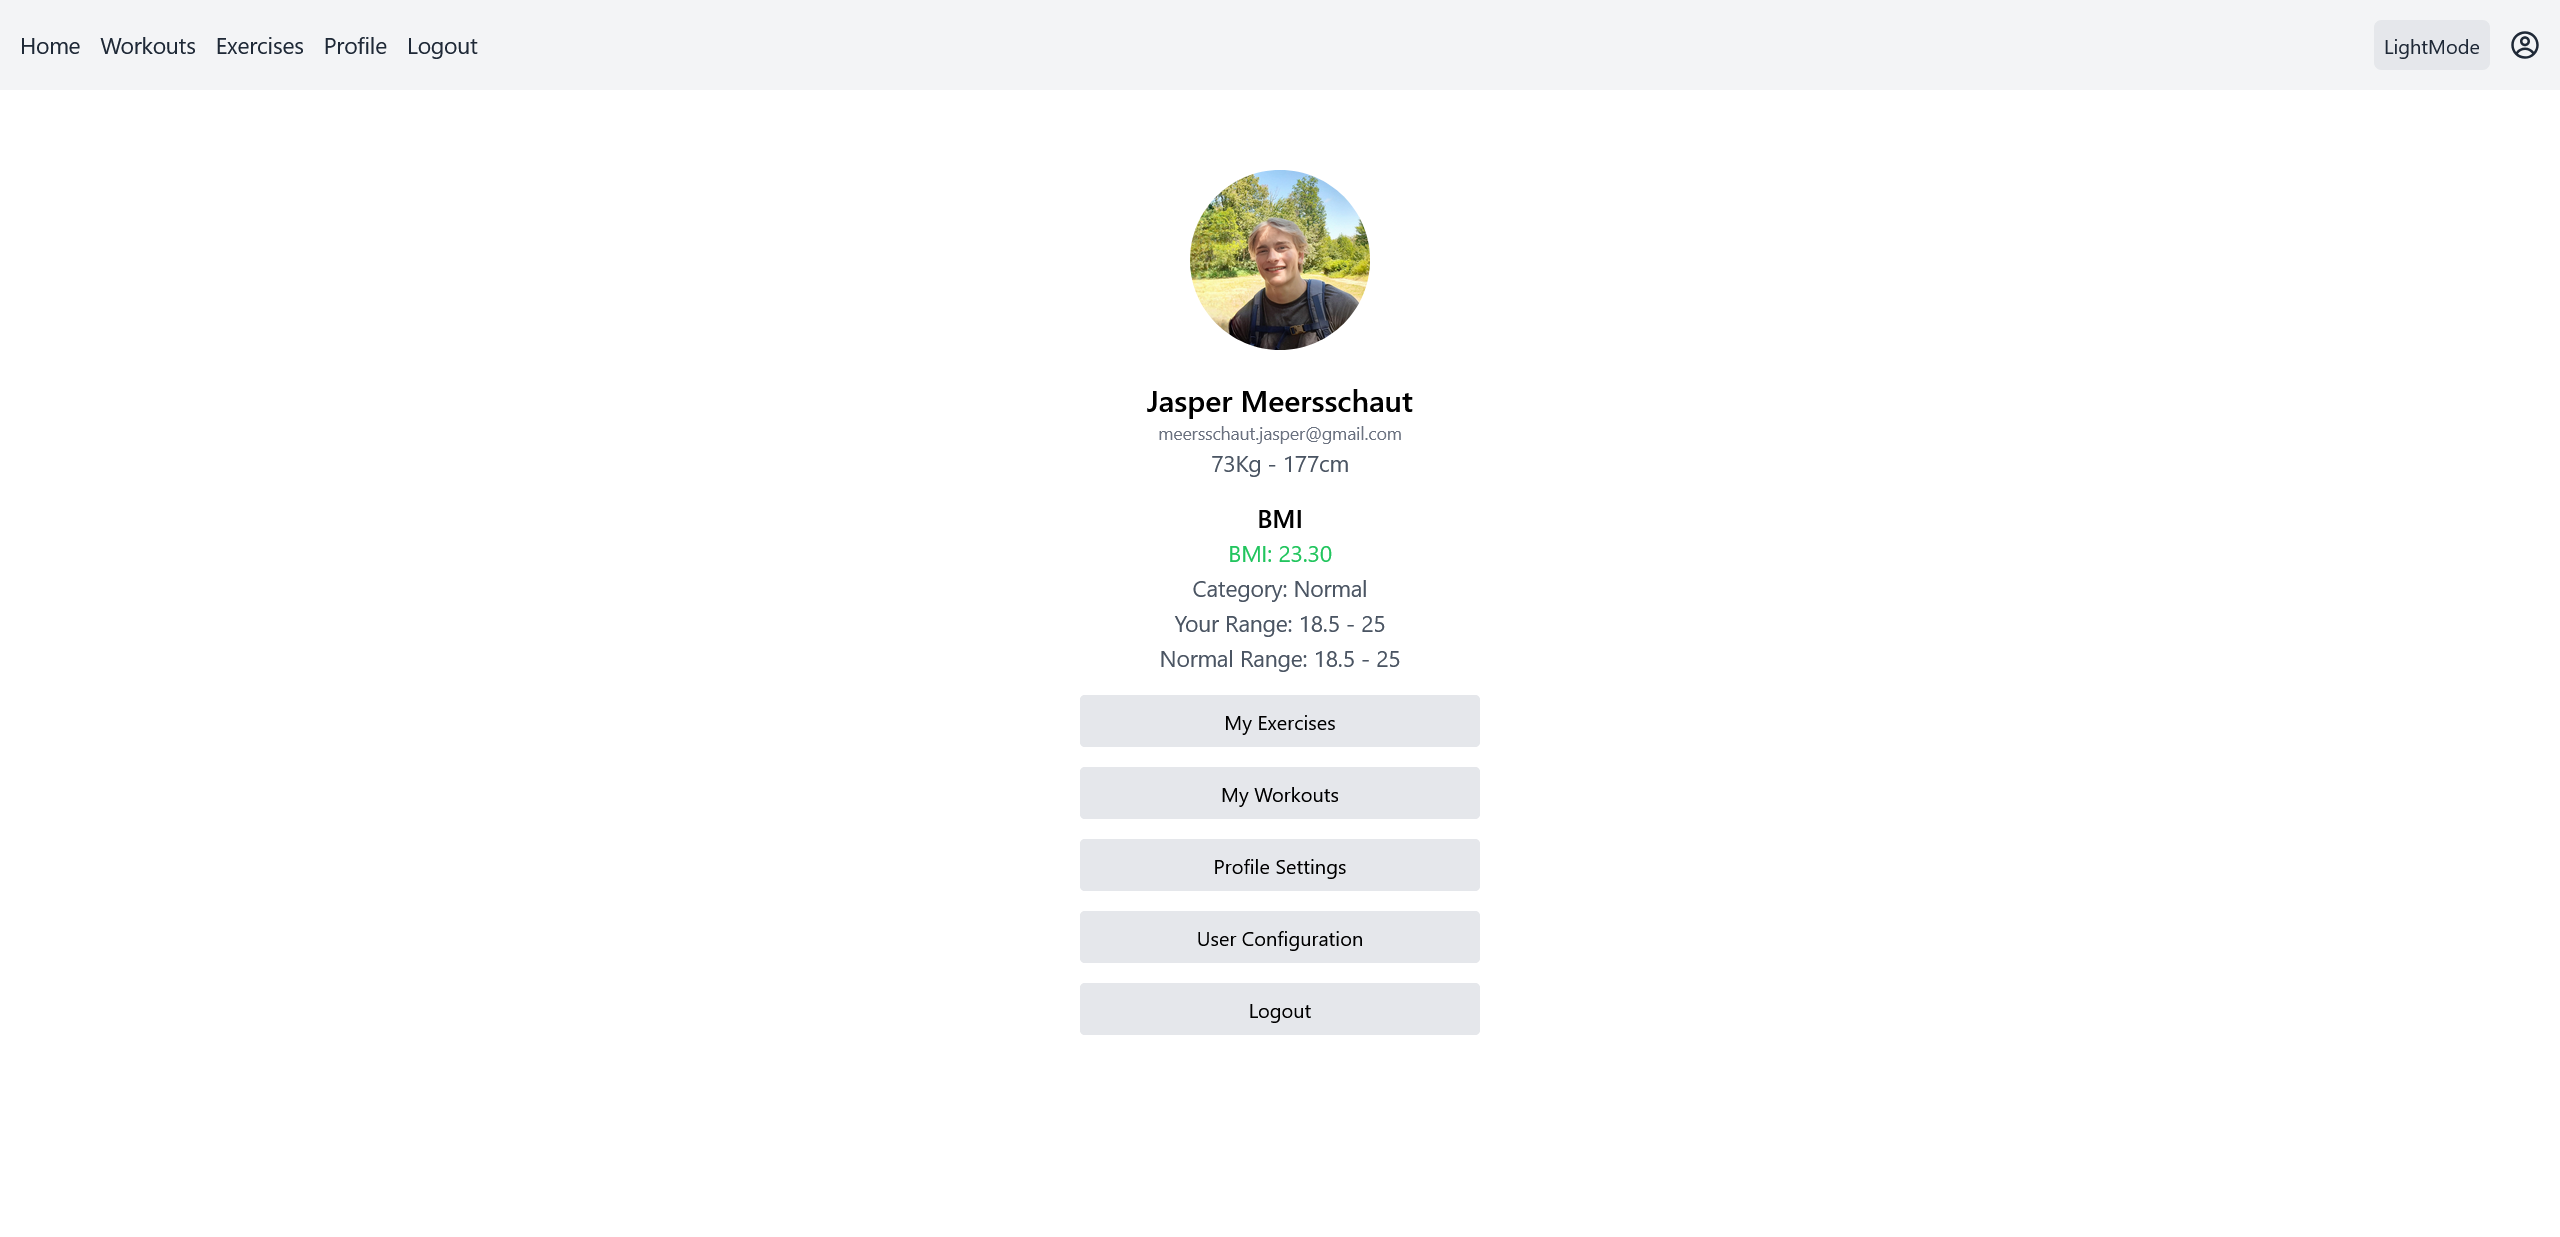 Home Workouts Exercises Profile Logout LightMode
Jasper Meersschaut
meersschaut.jasper@gmail.com
73Kg - 177cm
BMI
BMI: 23.30
Category: Normal
Your Range: 18.5 - 25
Normal Range: 18.5 - 25
My Exercises
My Workouts
Profile Settings
User Configuration
Logout